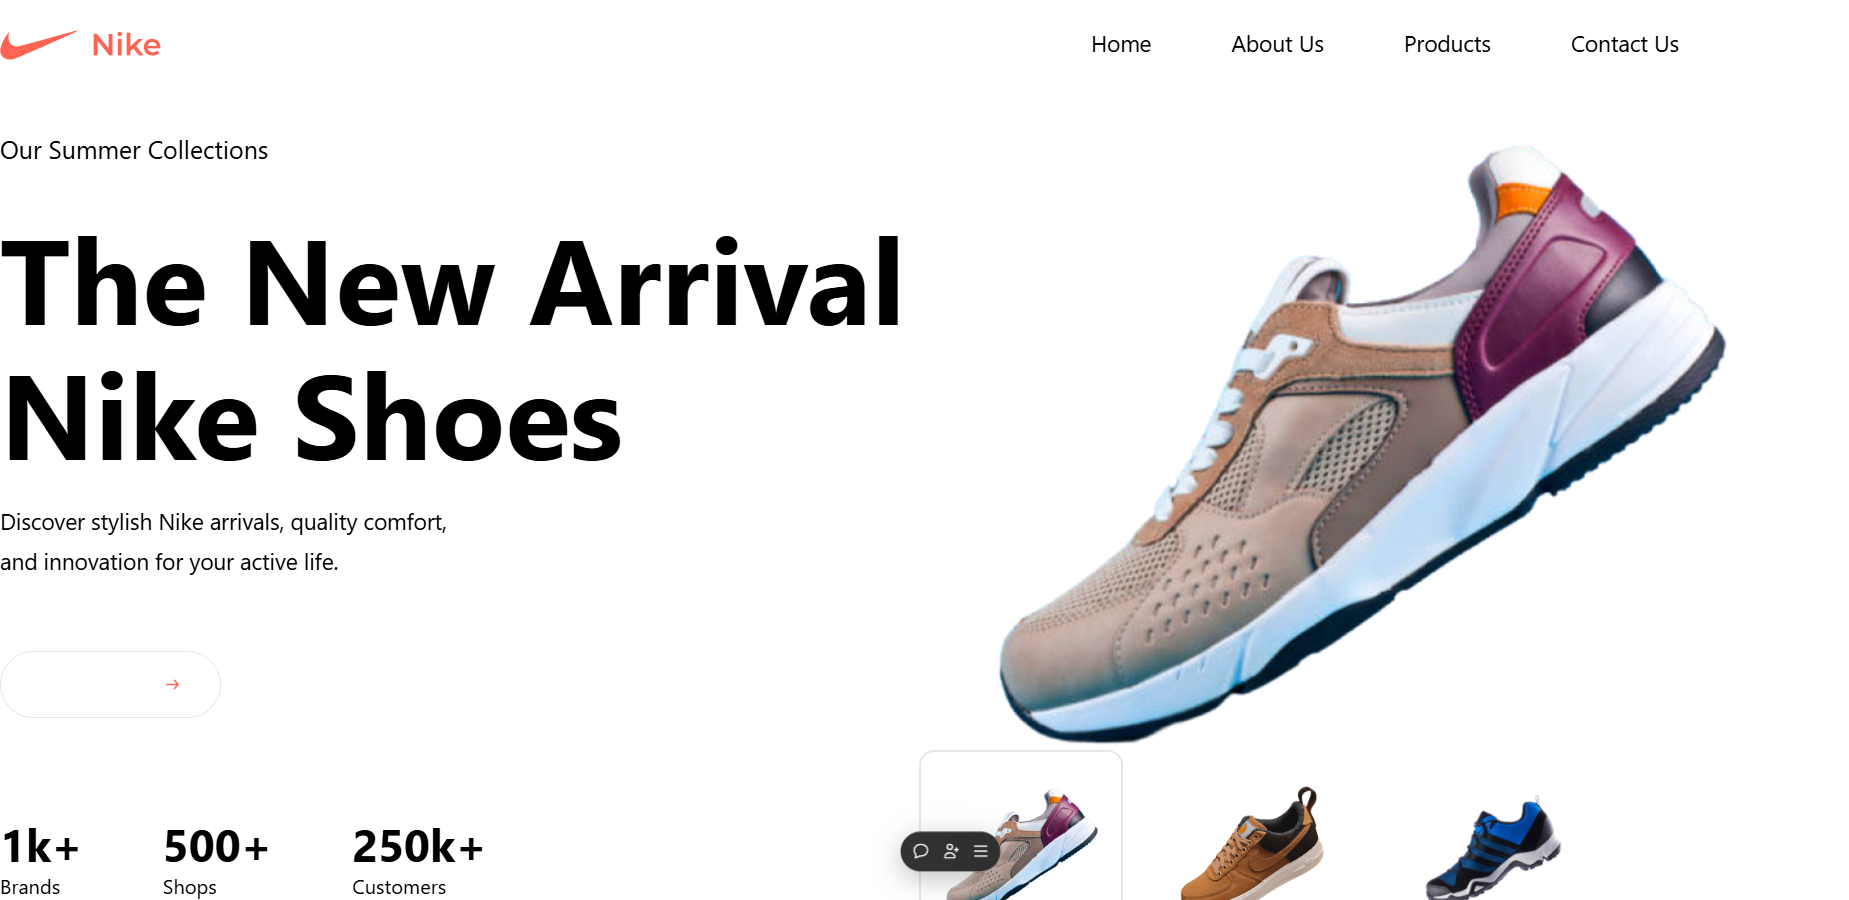 Nike
Home
About Us
Products
Contact Us
Our Summer Collections
The New Arrival
Nike Shoes
Discover stylish Nike arrivals, quality comfort,
and innovation for your active life.
1k+
Brands
500+
Shops
250k+
Customers